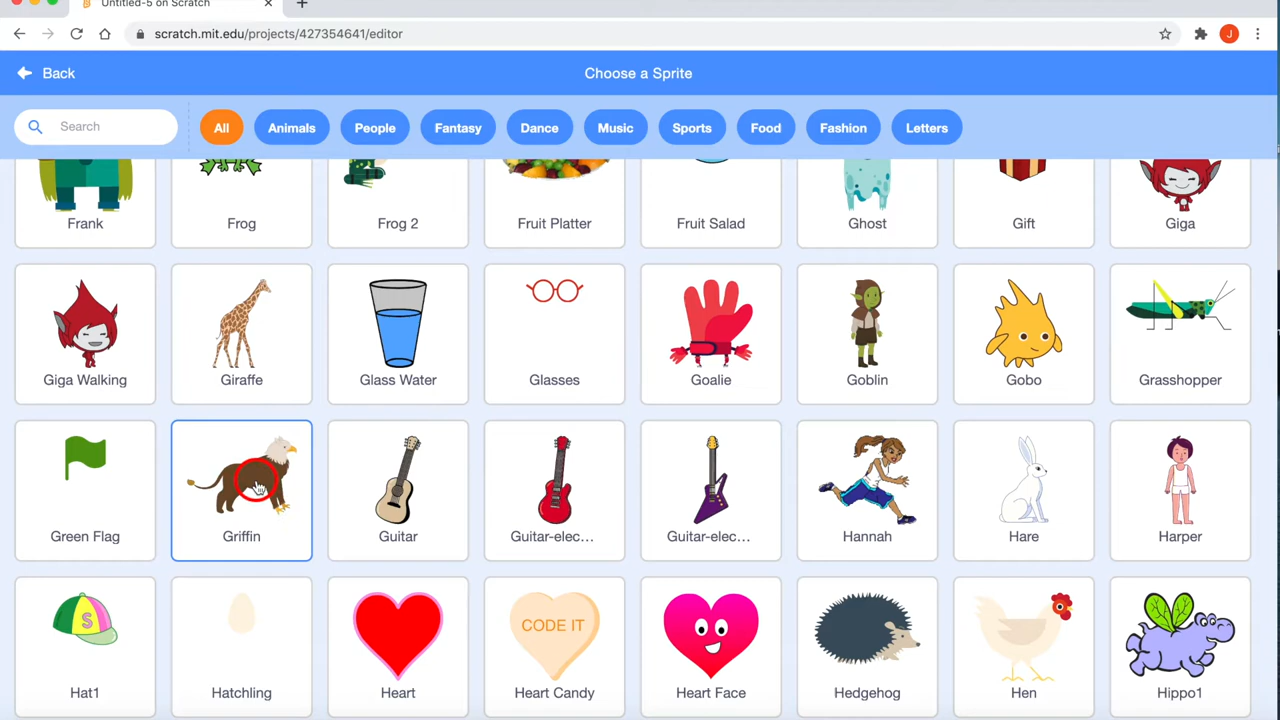 Untitled-5 on Scratch
scratch.mit.edu/projects/427354641/editor
J
Back
Choose a Sprite
Search
All
Animals
People
Fantasy
Dance
Music
Sports
Food
Fashion
Letters
Frank
Frog
Frog 2
Fruit Platter
Fruit Salad
Ghost
Gift
Giga
Giga Walking
Giraffe
Glass Water
Glasses
Goalie
Goblin
Gobo
Grasshopper
Green Flag
Griffin
Guitar
Guitar-elec...
Guitar-elec...
Hannah
Hare
Harper
S
CODE IT
Hat1
Hatchling
Heart
Heart Candy
Heart Face
Hedgehog
Hen
Hippo1